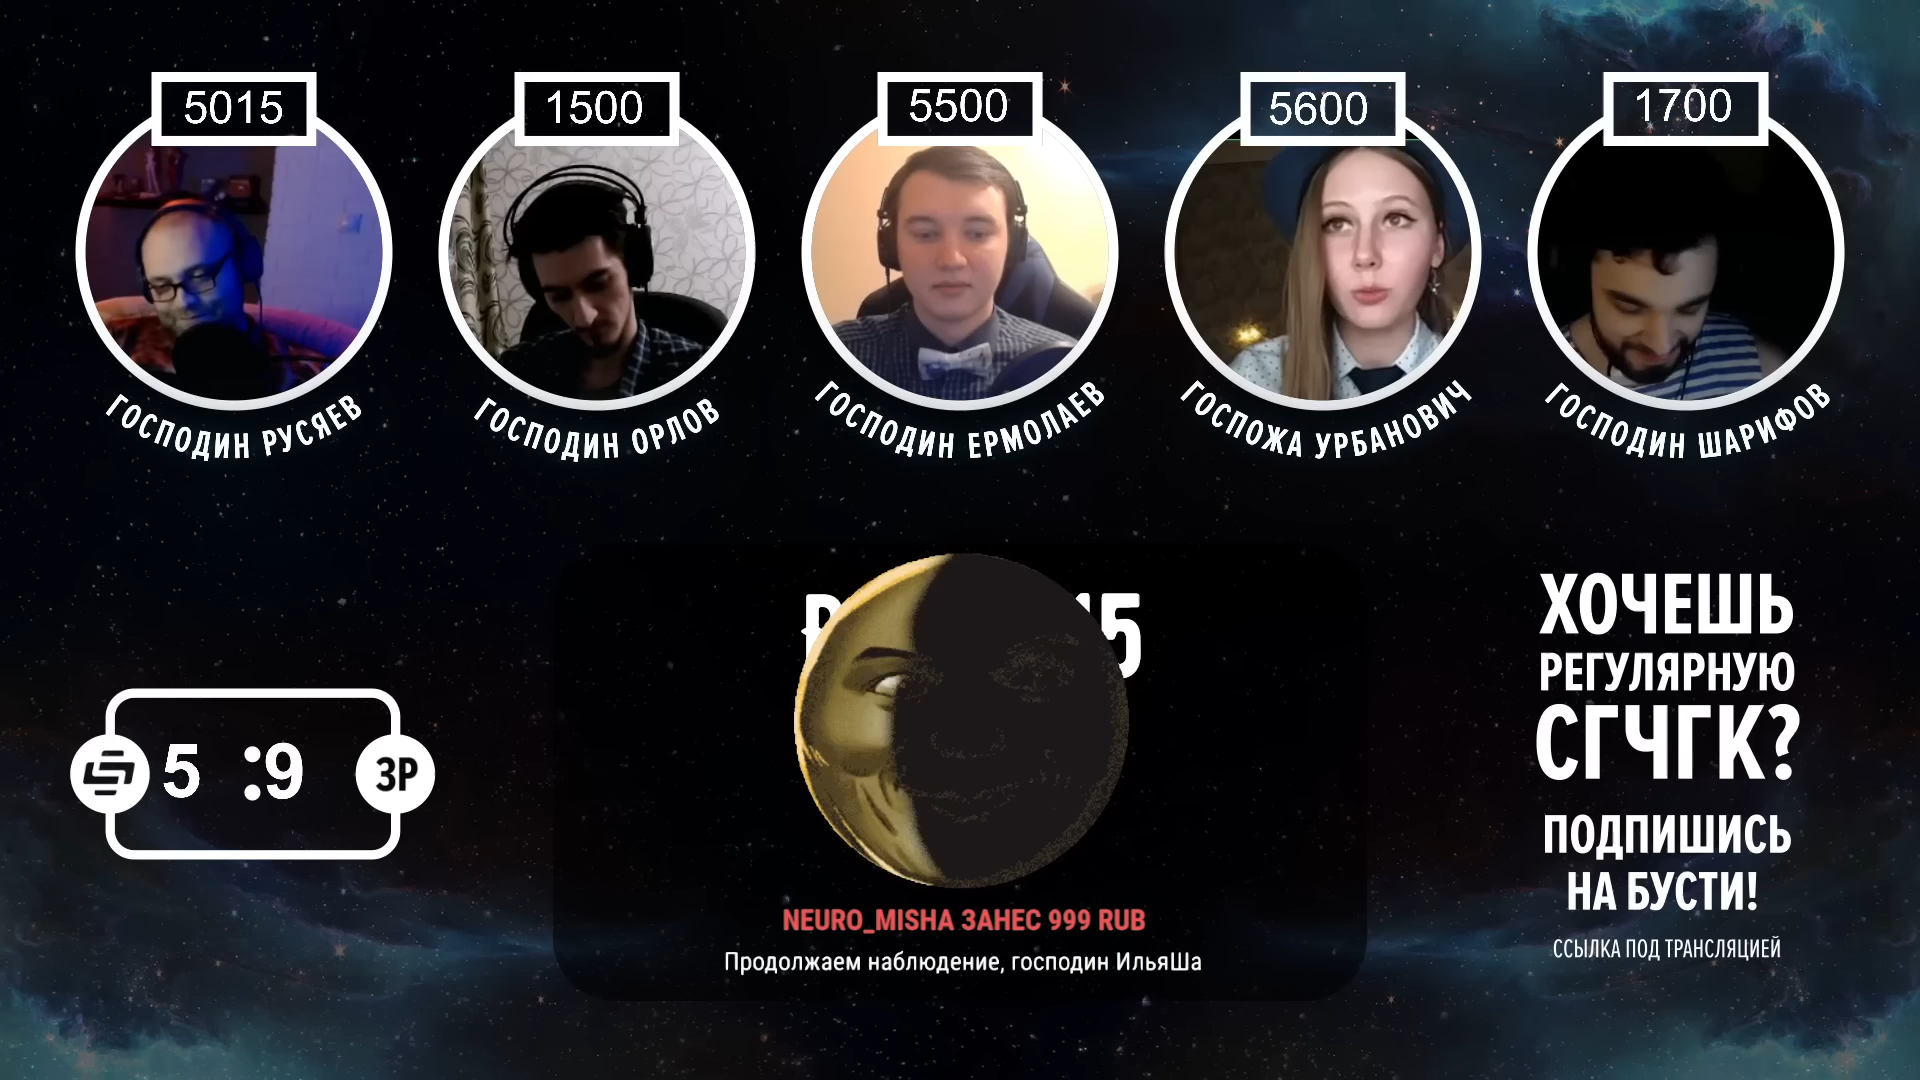 5015
1500
5500
5600
1700
ГОСПОДИН РУСЯЕВ
ГОСПОДИН ОРЛОВ
ГОСПОДИН ЕРМОЛАЕВ
ГОСПОЖА УРБАНОВИЧ
ГОСПОДИН ШАРИФОВ
5 :9
ЗР
NEURO_MISHA ЗАНЕС 999 RUB
Продолжаем наблюдение, господин ИльяШа
ХОЧЕШЬ
РЕГУЛЯРНУЮ
СГЧГК?
ПОДПИШИСЬ
НА БУСТИ!
ССЫЛКА ПОД ТРАНСЛЯЦИЕЙ